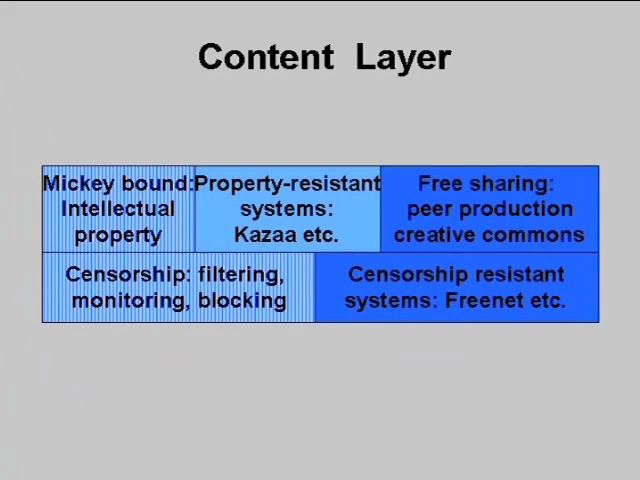 Content Layer
Mickey bound:
Intellectual
property
Property-resistant
systems:
Kazaa etc.
Free sharing:
peer production
creative commons
Censorship: filtering,
monitoring, blocking
Censorship resistant
systems: Freenet etc.